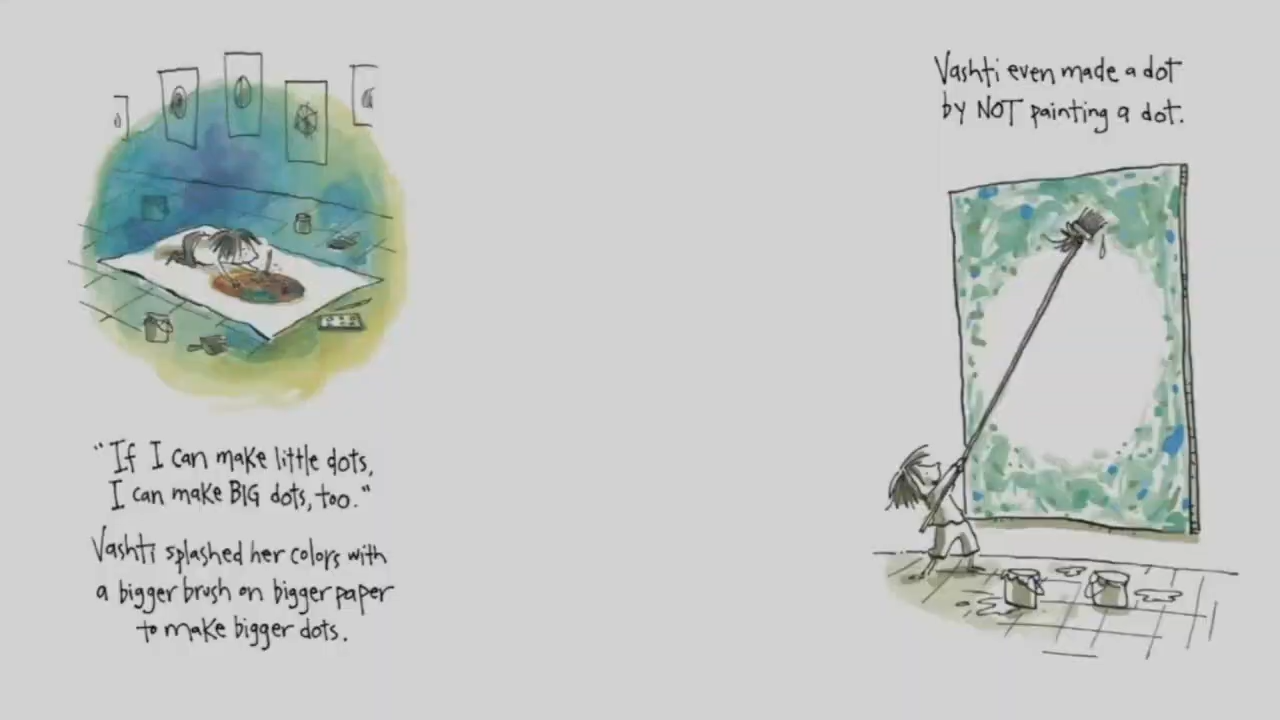 "If I can make little dots,
I can make BIG dots, too."
Vashti splashed her colors with
a bigger brush on bigger paper
to make bigger dots.
Vashti even made a dot
by NOT painting a dot.